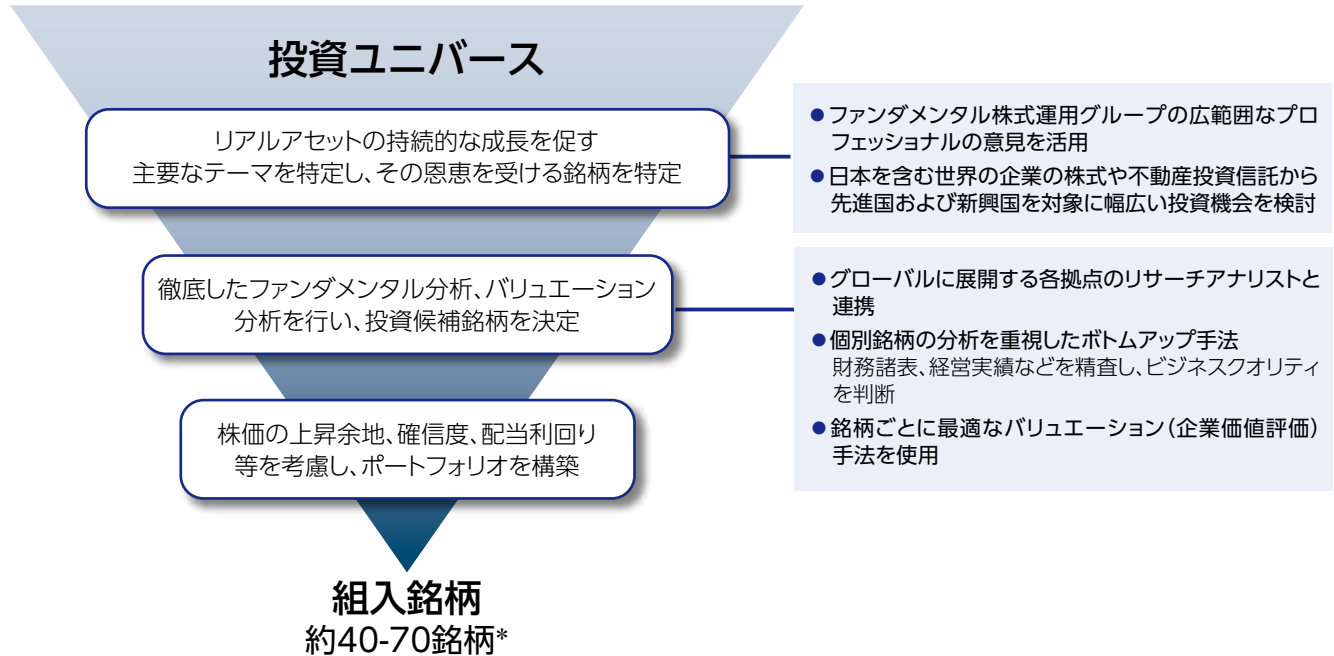 投資ユニバース
リアルアセットの持続的な成長を促す
主要なテーマを特定し、その恩恵を受ける銘柄を特定
●ファンダメンタル株式運用グループの広範囲なプロ
フェッショナルの意見を活用
●日本を含む世界の企業の株式や不動産投資信託から
先進国および新興国を対象に幅広い投資機会を検討
徹底したファンダメンタル分析、バリュエーション
分析を行い、投資候補銘柄を決定
●グローバルに展開する各拠点のリサーチアナリストと
連携
●個別銘柄の分析を重視したボトムアップ手法
財務諸表、経営実績などを精査し、ビジネスクオリティ
を判断
●銘柄ごとに最適なバリュエーション(企業価値評価)
手法を使用
株価の上昇余地、確信度、配当利回り
等を考慮し、ポートフォリオを構築
組入銘柄
約40-70銘柄*